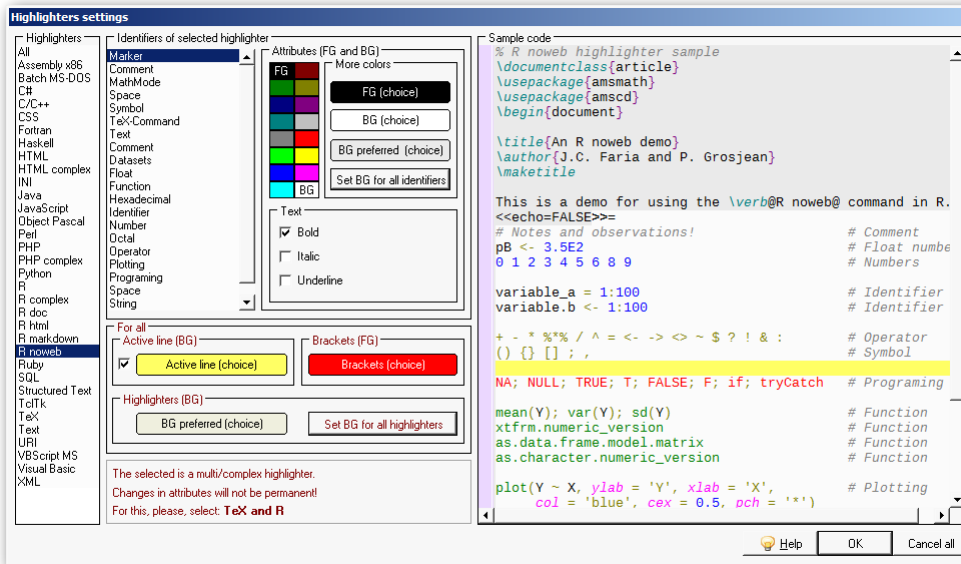 Highlighters settings
Highlighters
All
Assembly x86
Batch MS-DOS
C#
C/C++
CSS
Fortran
Haskell
HTML
HTML complex
INI
Java
JavaScript
Object Pascal
Perl
PHP
PHP complex
Python
R
R complex
R doc
R html
R markdown
R noweb
Ruby
SQL
Structured Text
TclTk
TeX
Text
URI
VBScript MS
Visual Basic
XML
Identifiers of selected highlighter
Marker
Comment
MathMode
Space
Symbol
TeX-Command
Text
Comment
Datasets
Float
Function
Hexadecimal
Identifier
Number
Octal
Operator
Plotting
Programing
Space
String
Attributes (FG and BG)
FG
BG
More colors
FG (choice)
BG (choice)
BG preferred (choice)
Set BG for all identifiers
Text
Bold
Italic
Underline
For all
Active line (BG)
Active line (choice)
Brackets (FG)
Brackets (choice)
Highlighters (BG)
BG preferred (choice)
Set BG for all highlighters
The selected is a multi/complex highlighter.
Changes in attributes will not be permanent!
For this, please, select: TeX and R
Sample code
% R noweb highlighter sample
\documentclass{article}
\usepackage{amsmath}
\usepackage{amscd}
\begin{document}
\title{An R noweb demo}
\author{J.C. Faria and P. Grosjean}
\maketitle
This is a demo for using the \verb@R noweb@ command in R.
<<echo=FALSE>>=
# Notes and observations! # Comment
pB <- 3.5E2 # Float numbe
0 1 2 3 4 5 6 8 9 # Numbers
variable_a = 1:100 # Identifier
variable.b <- 1:100 # Identifier
+ - * %*% / ^ = <- -> <> ~ $ ? ! & : # Operator
() {} [] ; , # Symbol
NA; NULL; TRUE; T; FALSE; F; if; tryCatch # Programing
mean(Y); var(Y); sd(Y) # Function
xtfrm.numeric_version # Function
as.data.frame.model.matrix # Function
as.character.numeric_version # Function
plot(Y ~ X, ylab = 'Y', xlab = 'X', # Plotting
col = 'blue', cex = 0.5, pch = '*')
Help
OK
Cancel all